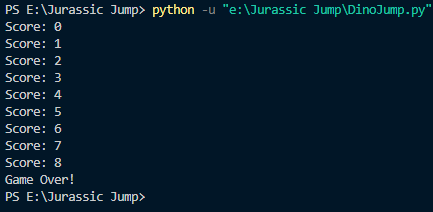 PS E:\Jurassic Jump> python -u "e:\Jurassic Jump\DinoJump.py"
Score: 0
Score: 1
Score: 2
Score: 3
Score: 4
Score: 5
Score: 6
Score: 7
Score: 8
Game Over!
PS E:\Jurassic Jump>